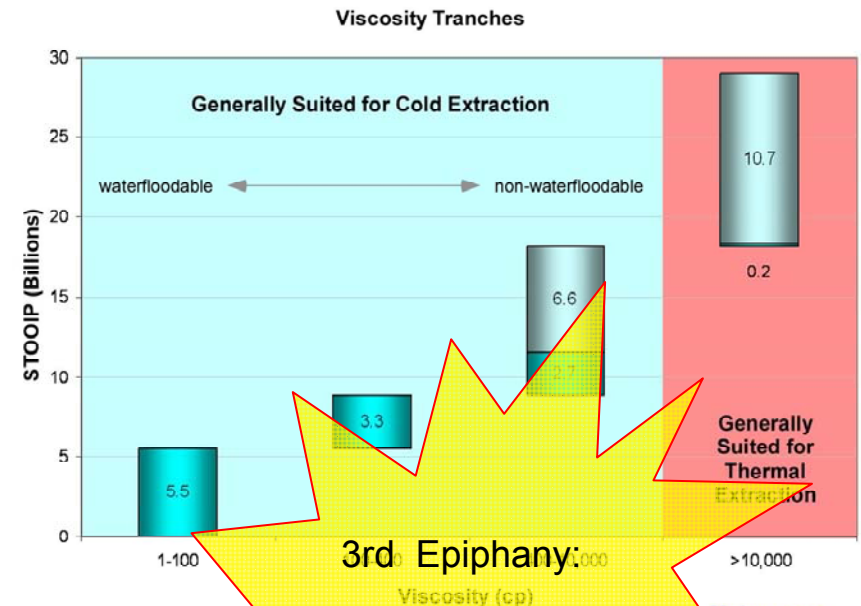 Viscosity Tranches
30
25
20
15
10
5
0
STOOIP (Billions)
Generally Suited for Cold Extraction
waterfloodable
non-waterfloodable
10.7
0.2
6.6
2.7
3.3
5.5
Generally
Suited for
Thermal
Extraction
1-100
>10,000
3rd Epiphany:
Viscosity (cp)